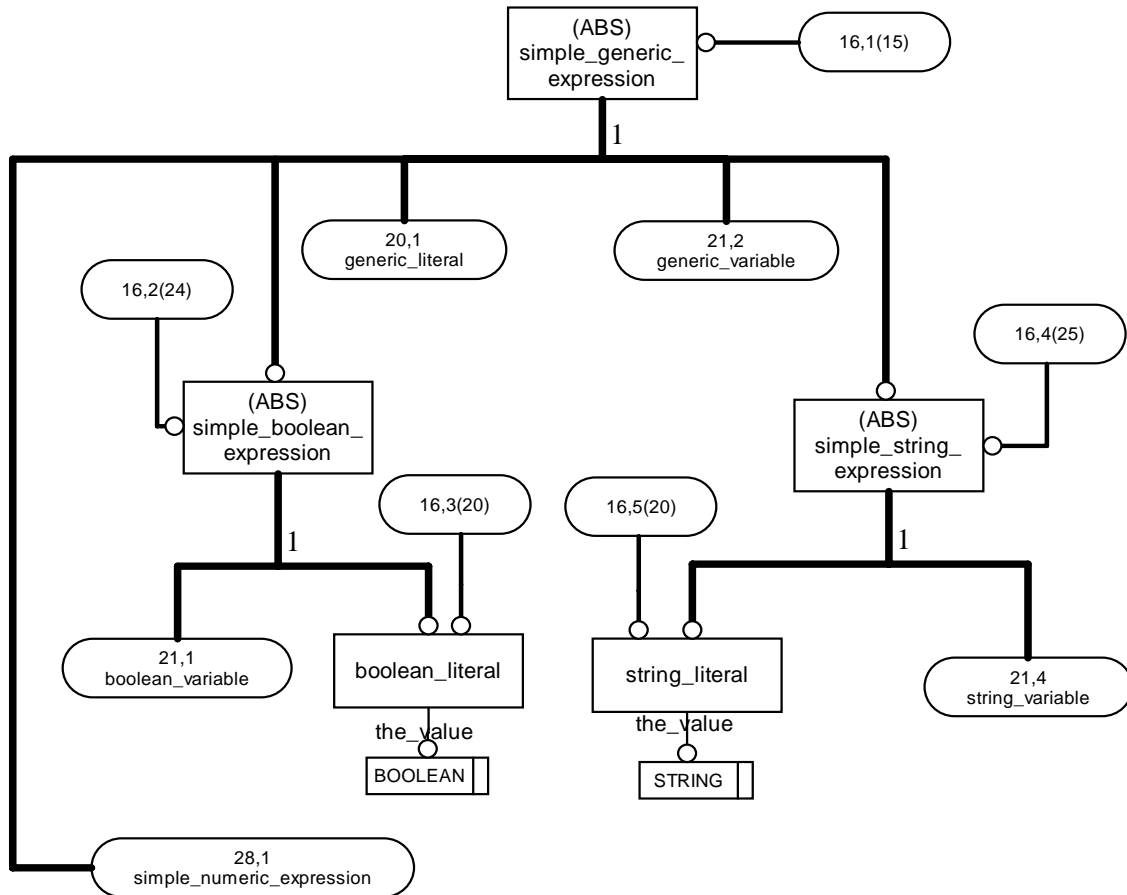 (ABS)
simple_generic_
expression
16,1(15)
1
20,1
generic_literal
21,2
generic_variable
16,2(24)
16,4(25)
(ABS)
simple_boolean_
expression
(ABS)
simple_string_
expression
16,3(20)
16,5(20)
1
1
21,1
boolean_variable
boolean_literal
string_literal
21,4
string_variable
the_value
the_value
BOOLEAN
STRING
28,1
simple_numeric_expression